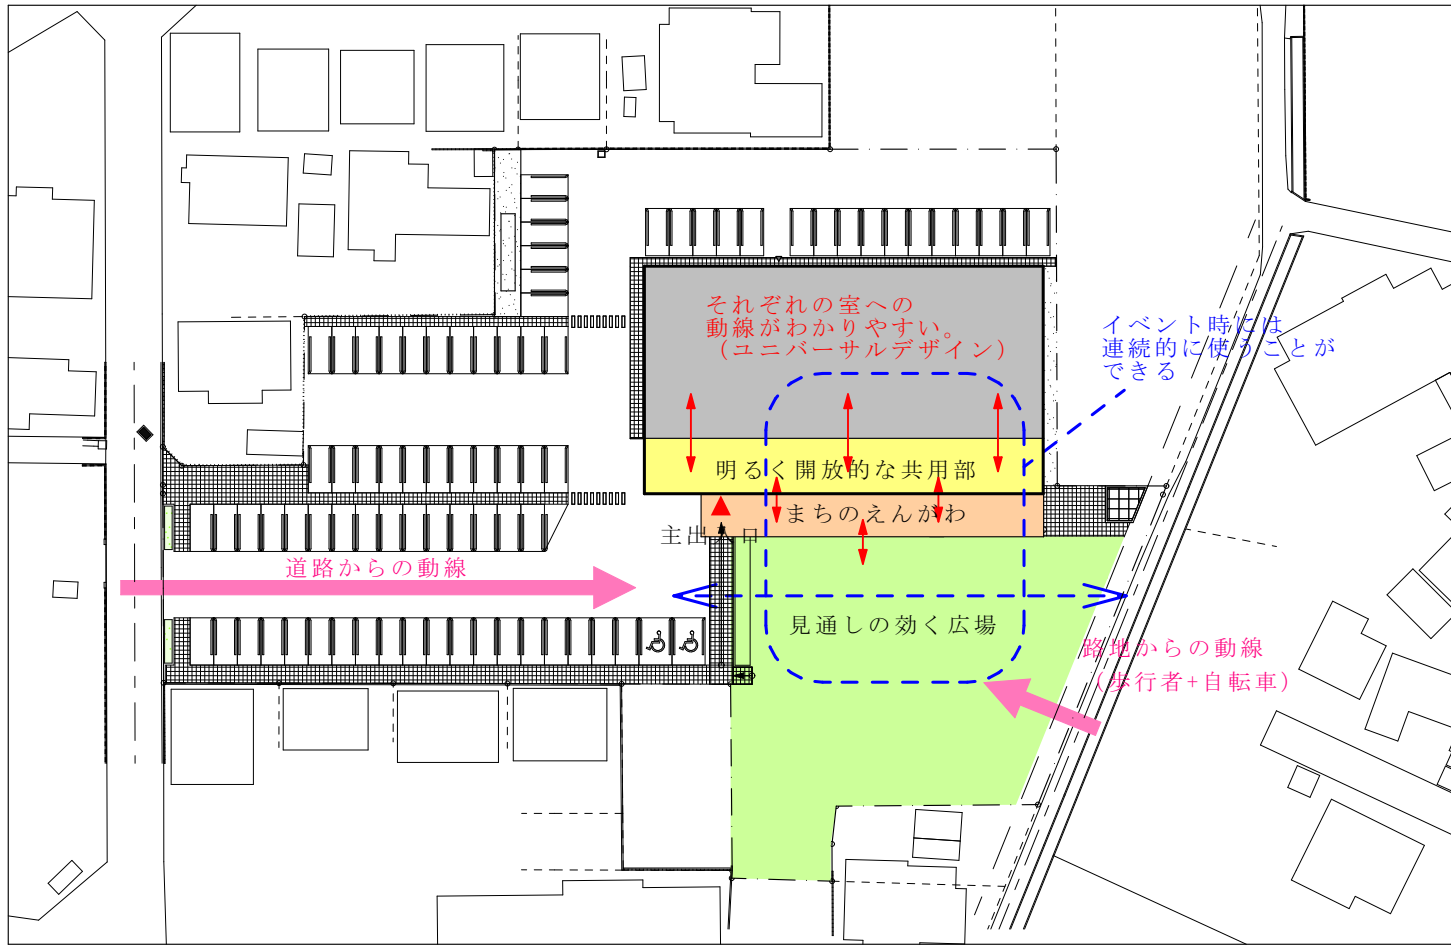 それぞれの室への
動線がわかりやすい。
（ユニバーサルデザイン）
イベント時には
連続的に使うことが
できる
明るく開放的な共用部
まちのえんがわ
主出入口
道路からの動線
見通しの効く広場
路地からの動線
（歩行者+自転車）